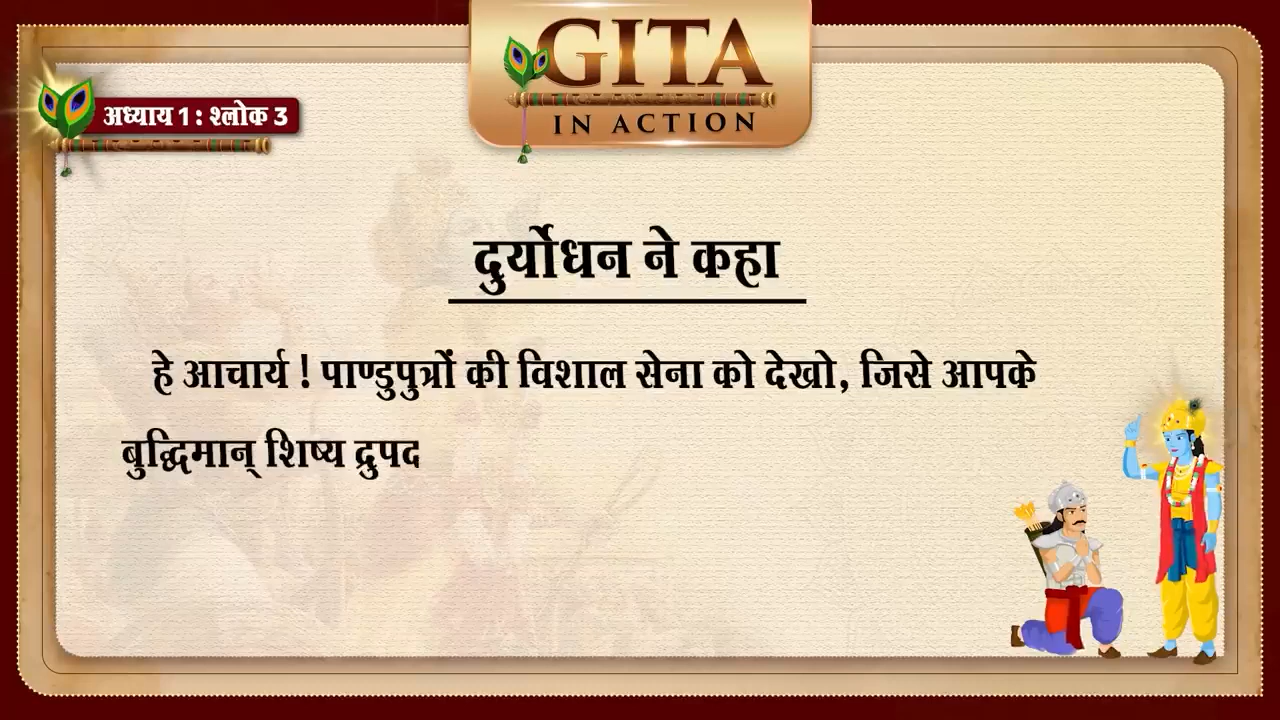 GITA
IN ACTION
अध्याय 1 : श्लोक 3
दुर्योधन ने कहा
हे आचार्य ! पाण्डुपुत्रों की विशाल सेना को देखो, जिसे आपके
बुद्धिमान् शिष्य द्रुपद